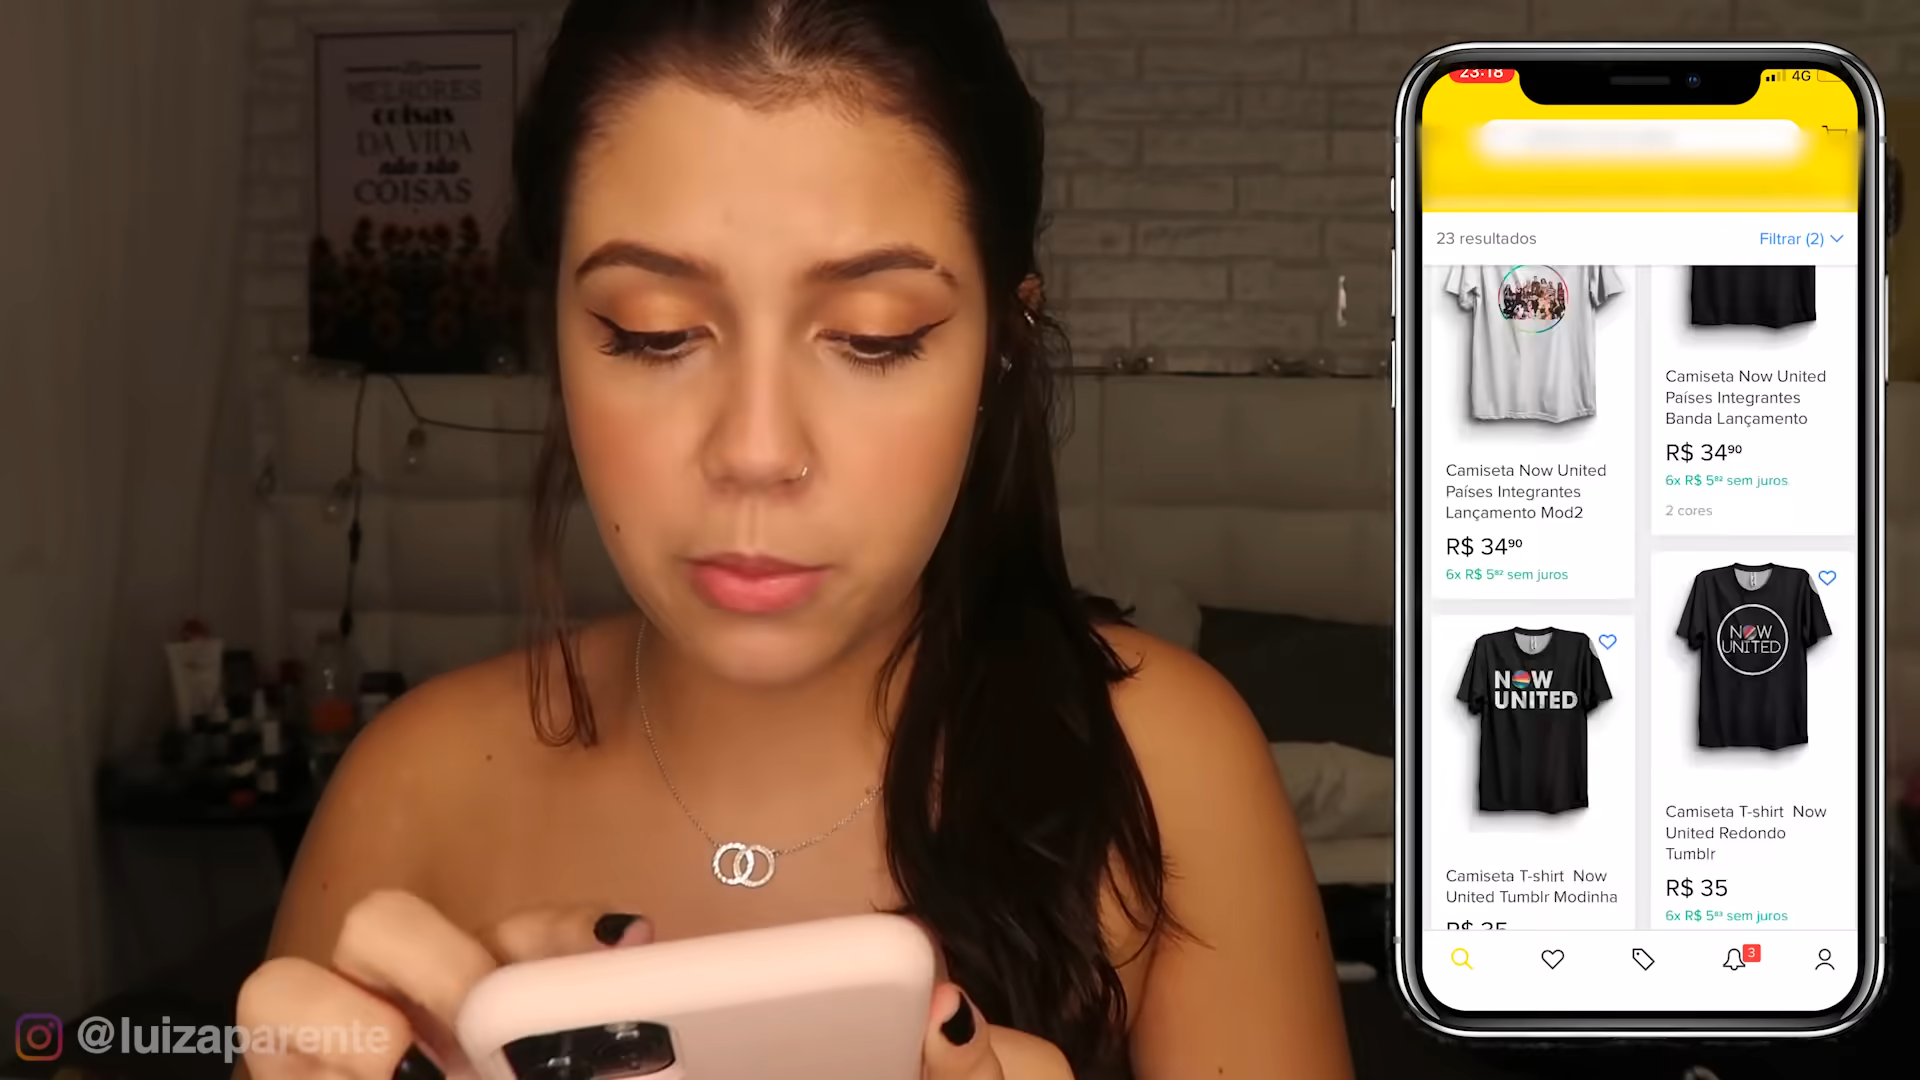 MELHORES
coisas
DA VIDA
não são
COISAS
@luizaparente
23:18
4G
23 resultados
Filtrar (2)
Camiseta Now United
Países Integrantes
Lançamento Mod2
R$ 34⁹⁰
6x R$ 5⁸² sem juros
Camiseta Now United
Países Integrantes
Banda Lançamento
R$ 34⁹⁰
6x R$ 5⁸² sem juros
2 cores
NOW
UNITED
Camiseta T-shirt Now
United Tumblr Modinha
R$ 35
NOW
UNITED
Camiseta T-shirt Now
United Redondo
Tumblr
R$ 35
6x R$ 5⁸³ sem juros
3